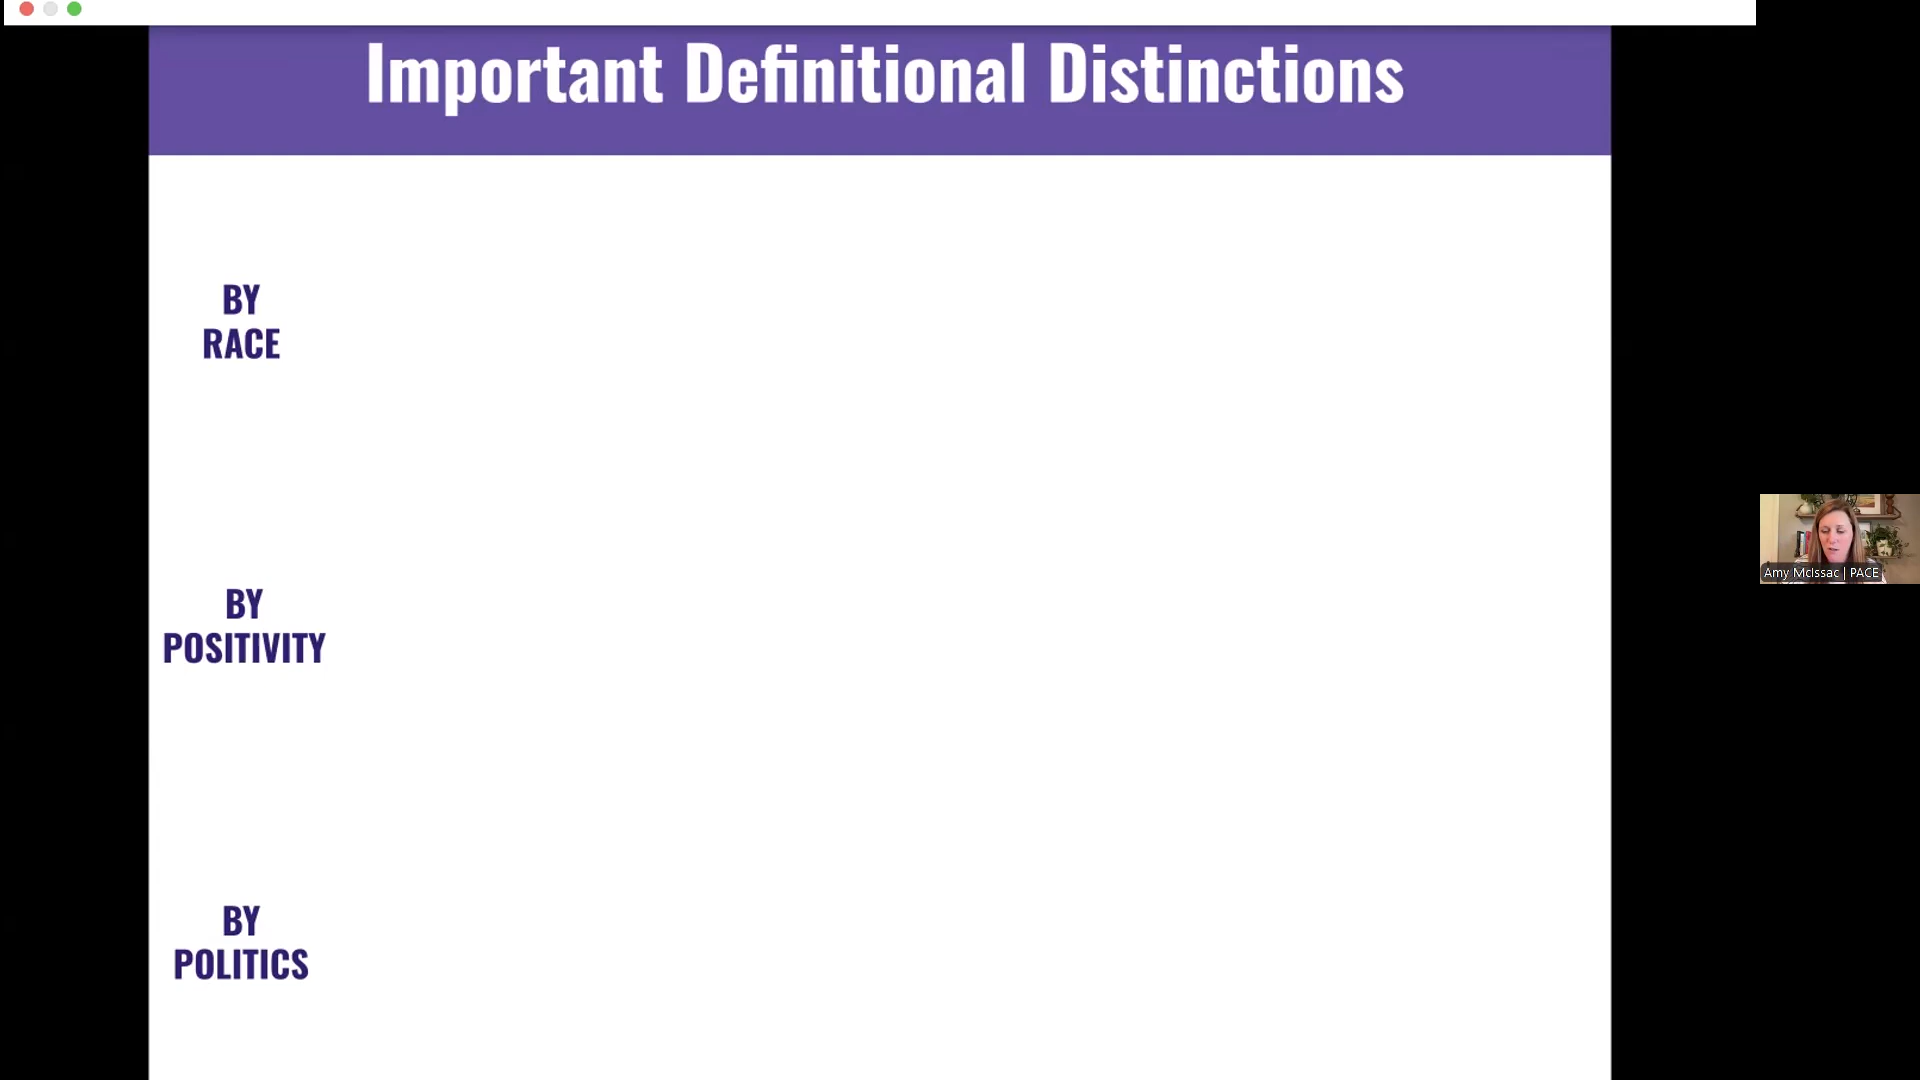 Important Definitional Distinctions
BY
RACE
BY
POSITIVITY
Amy McIssac | PACE
BY
POLITICS